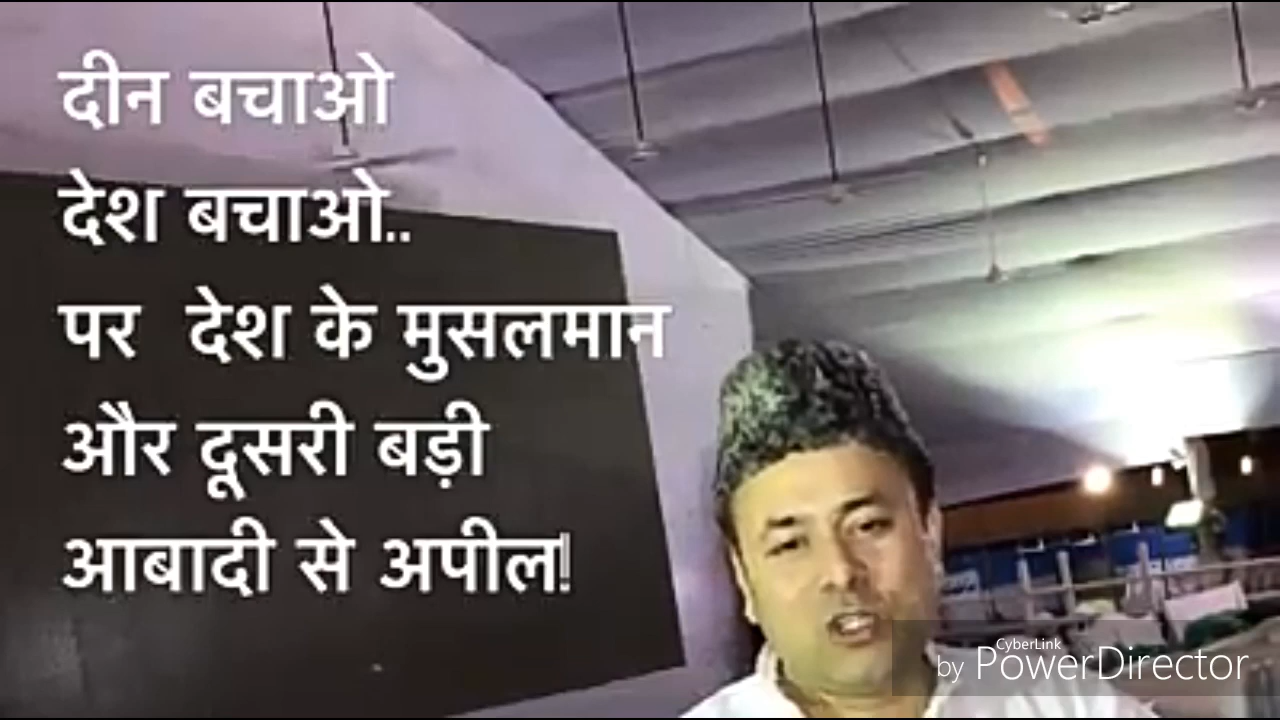 दीन बचाओ
देश बचाओ..
पर देश के मुसलमान
और दूसरी बड़ी
आबादी से अपील!
CyberLink
by PowerDirector